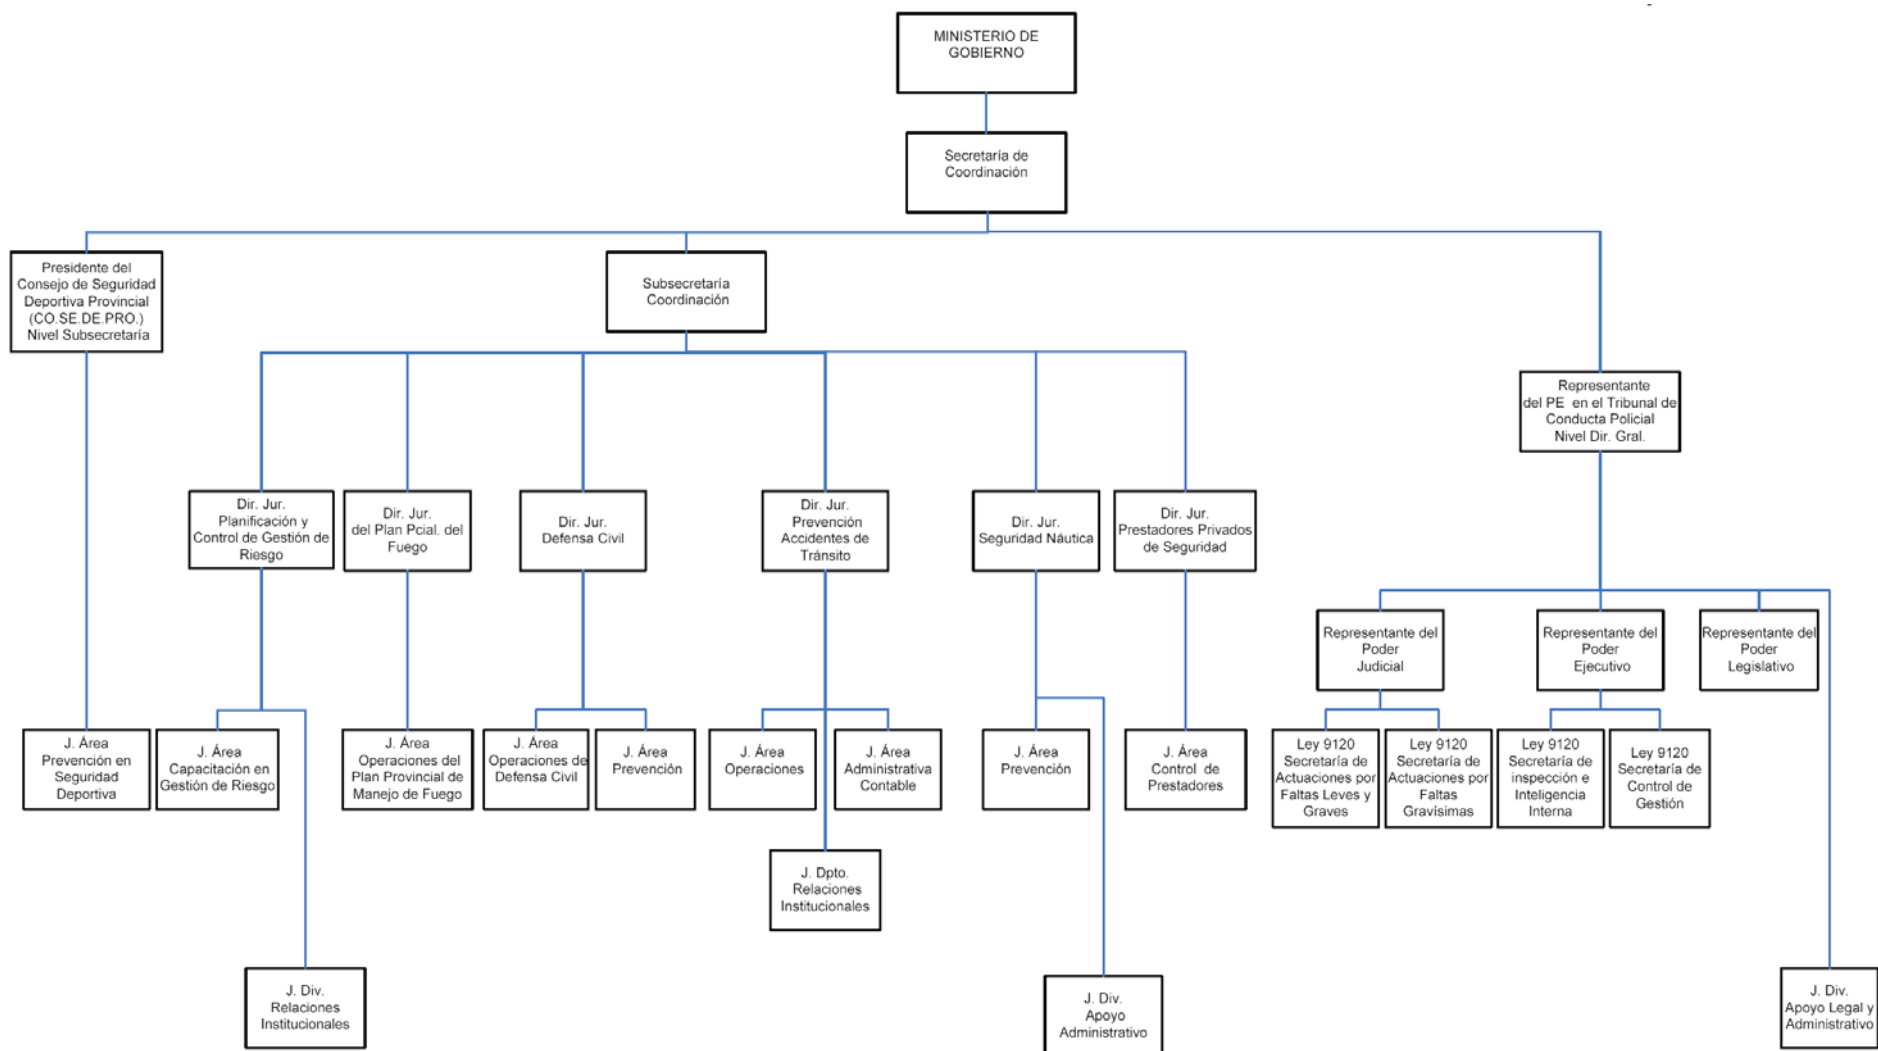 MINISTERIO DE
GOBIERNO
Secretaría de
Coordinación
Presidente del
Consejo de Seguridad
Deportiva Provincial
(CO.SE.DE.PRO.)
Nivel Subsecretaría
Subsecretaría
Coordinación
Representante
del PE en el Tribunal de
Conducta Policial
Nivel Dir. Gral.
Dir. Jur.
Planificación y
Control de Gestión de
Riesgo
Dir. Jur.
del Plan Pcial. del
Fuego
Dir. Jur.
Defensa Civil
Dir. Jur.
Prevención
Accidentes de
Tránsito
Dir. Jur.
Seguridad Náutica
Dir. Jur.
Prestadores Privados
de Seguridad
Representante del
Poder
Judicial
Representante del
Poder
Ejecutivo
Representante del
Poder
Legislativo
J. Área
Prevención en
Seguridad
Deportiva
J. Área
Capacitación en
Gestión de Riesgo
J. Área
Operaciones del
Plan Provincial de
Manejo de Fuego
J. Área
Operaciones de
Defensa Civil
J. Área
Prevención
J. Área
Operaciones
J. Área
Administrativa
Contable
J. Área
Prevención
J. Área
Control de
Prestadores
Ley 9120
Secretaría de
Actuaciones por
Faltas Leves y
Graves
Ley 9120
Secretaría de
Actuaciones por
Faltas
Gravísimas
Ley 9120
Secretaría de
inspección e
Inteligencia
Interna
Ley 9120
Secretaría de
Control de
Gestión
J. Dpto.
Relaciones
Institucionales
J. Div.
Relaciones
Institucionales
J. Div.
Apoyo
Administrativo
J. Div.
Apoyo Legal y
Administrativo